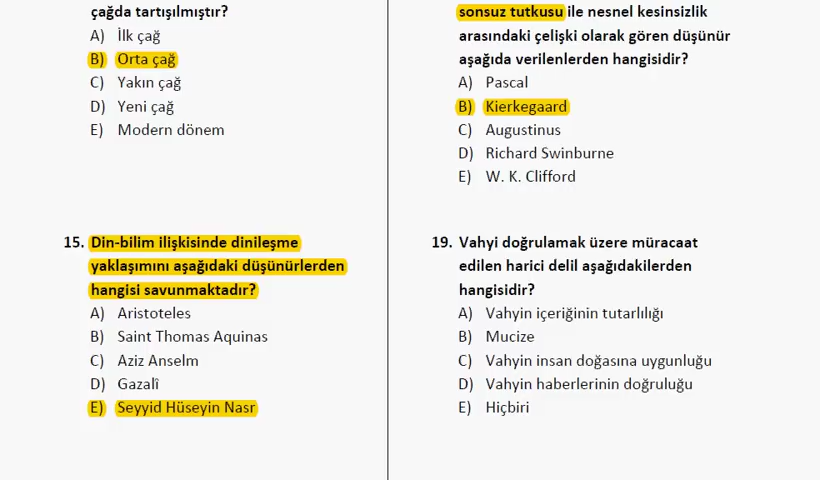 çağda tartışılmıştır?
A) İlk çağ
B) Orta çağ
C) Yakın çağ
D) Yeni çağ
E) Modern dönem
15. Din-bilim ilişkisinde dinileşme
yaklaşımını aşağıdaki düşünürlerden
hangisi savunmaktadır?
A) Aristoteles
B) Saint Thomas Aquinas
C) Aziz Anselm
D) Gazalî
E) Seyyid Hüseyin Nasr
sonsuz tutkusu ile nesnel kesinsizlik
arasındaki çelişki olarak gören düşünür
aşağıda verilenlerden hangisidir?
A) Pascal
B) Kierkegaard
C) Augustinus
D) Richard Swinburne
E) W. K. Clifford
19. Vahyi doğrulamak üzere müracaat
edilen harici delil aşağıdakilerden
hangisidir?
A) Vahyin içeriğinin tutarlılığı
B) Mucize
C) Vahyin insan doğasına uygunluğu
D) Vahyin haberlerinin doğruluğu
E) Hiçbiri